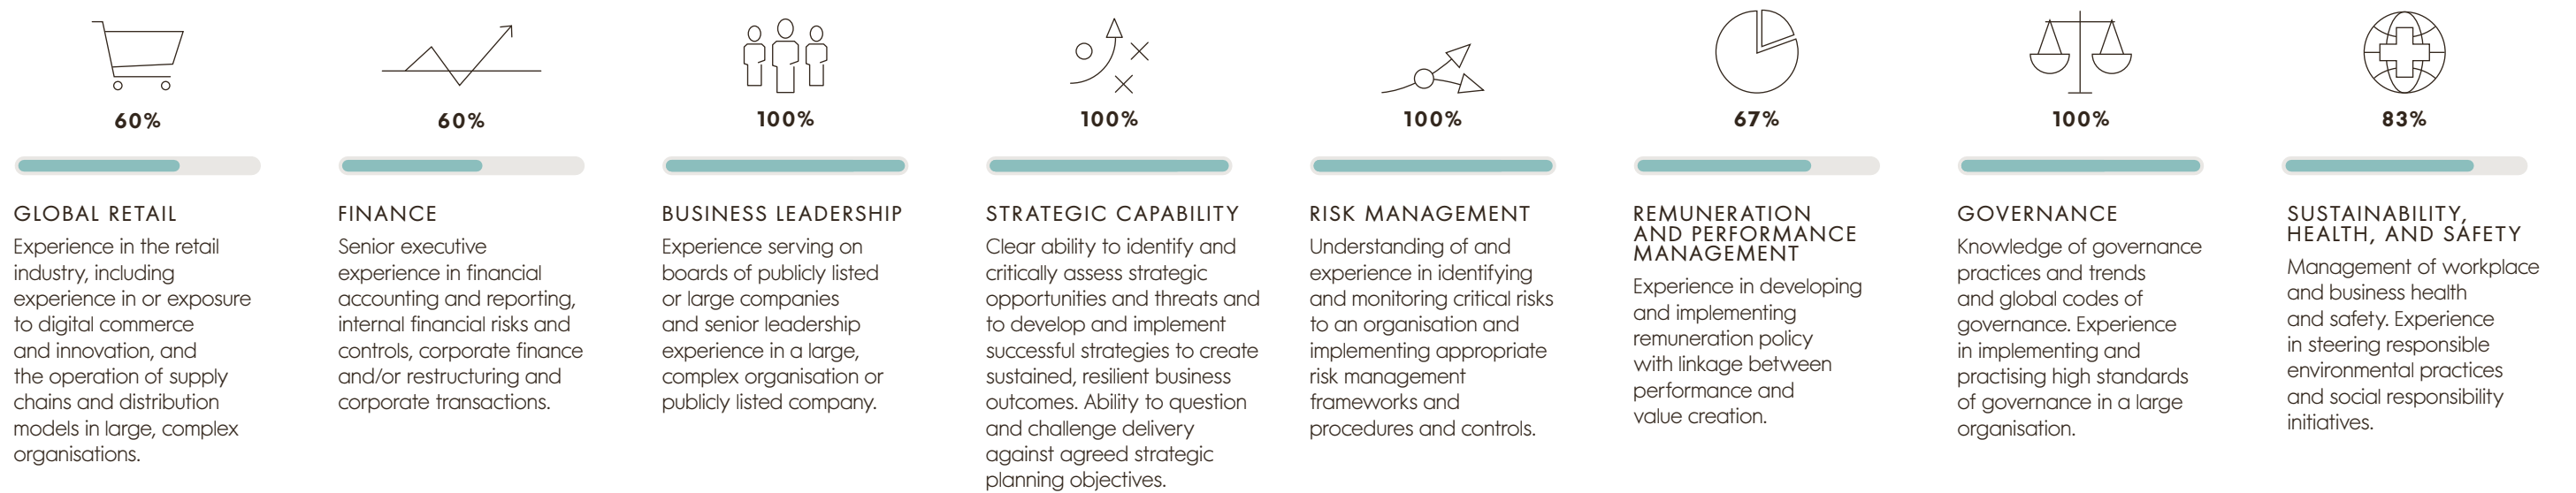 60%
GLOBAL RETAIL
Experience in the retail
industry, including
experience in or exposure
to digital commerce
and innovation, and
the operation of supply
chains and distribution
models in large, complex
organisations.
60%
FINANCE
Senior executive
experience in financial
accounting and reporting,
internal financial risks and
controls, corporate finance
and/or restructuring and
corporate transactions.
100%
BUSINESS LEADERSHIP
Experience serving on
boards of publicly listed
or large companies
and senior leadership
experience in a large,
complex organisation or
publicly listed company.
100%
STRATEGIC CAPABILITY
Clear ability to identify and
critically assess strategic
opportunities and threats and
to develop and implement
successful strategies to create
sustained, resilient business
outcomes. Ability to question
and challenge delivery
against agreed strategic
planning objectives.
100%
RISK MANAGEMENT
Understanding of and
experience in identifying
and monitoring critical risks
to an organisation and
implementing appropriate
risk management
frameworks and
procedures and controls.
67%
REMUNERATION
AND PERFORMANCE
MANAGEMENT
Experience in developing
and implementing
remuneration policy
with linkage between
performance and
value creation.
100%
GOVERNANCE
Knowledge of governance
practices and trends
and global codes of
governance. Experience
in implementing and
practising high standards
of governance in a large
organisation.
83%
SUSTAINABILITY,
HEALTH, AND SAFETY
Management of workplace
and business health
and safety. Experience
in steering responsible
environmental practices
and social responsibility
initiatives.